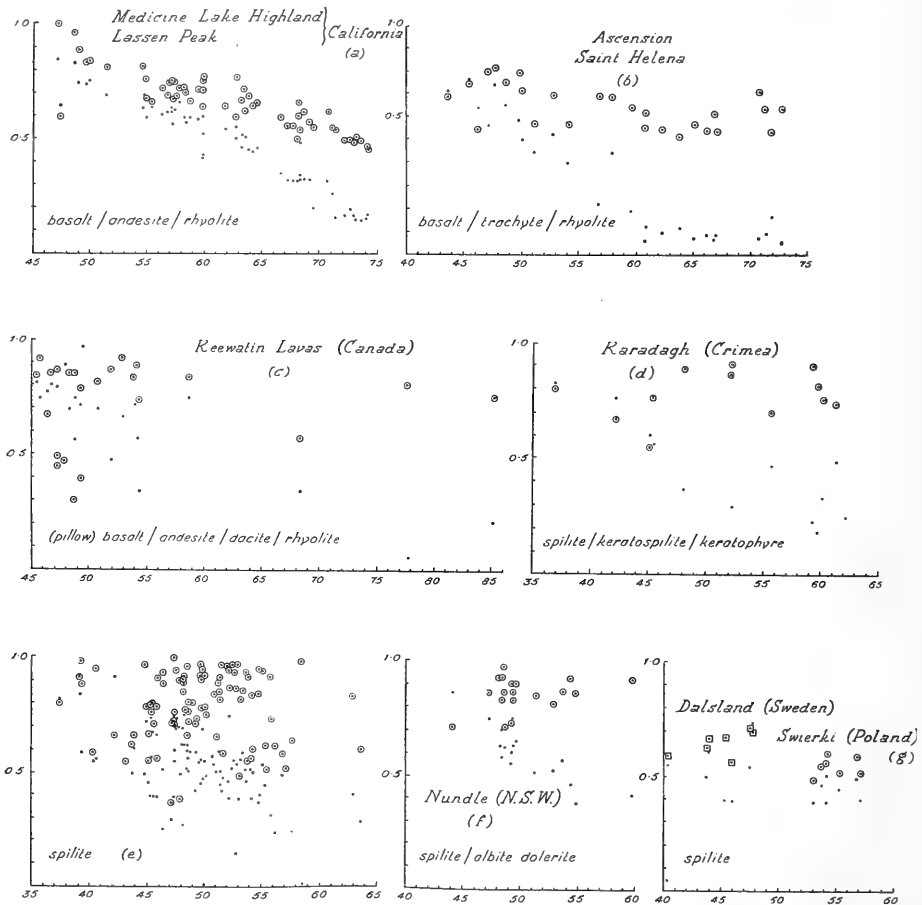 Medicine Lake Highland
Lassen Peak
California
(a)
1.0
0.5
basalt/andesite/rhyolite
45 50 55 60 65 70 75
Ascension
Saint Helena
(b)
1.0
0.5
basalt/trachyte/rhyolite
40 45 50 55 60 65 70 75
Keewatin Lavas (Canada)
(c)
1.0
0.5
(pillow) basalt/andesite/dacite/rhyolite
45 50 55 60 65 70 75 80 85
Karadagh (Crimea)
(d)
1.0
0.5
spilite/keratospilite/keratophyre
35 40 45 50 55 60 65
1.0
0.5
spilite (e)
35 40 45 50 55 60 65
1.0
0.5
Nundle (N.S.W.)
(f)
spilite/albite dolerite
40 45 50 55 60
1.0
Dalsland (Sweden)
Swierki (Poland)
(g)
0.5
spilite
40 45 50 55 60